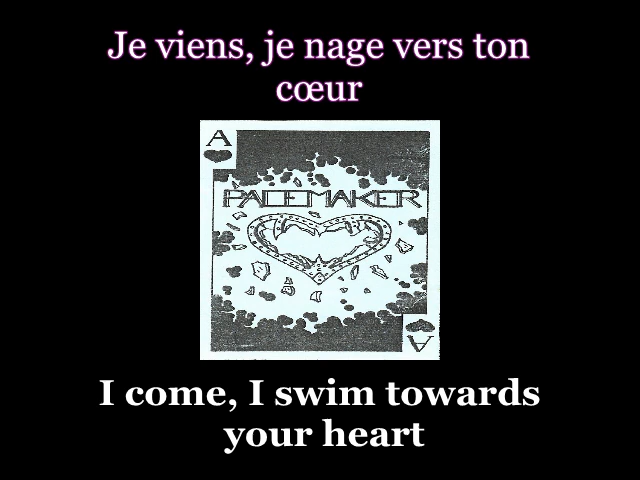 Je viens, je nage vers ton
cœur
A
PACEMAKER
A
I come, I swim towards
your heart